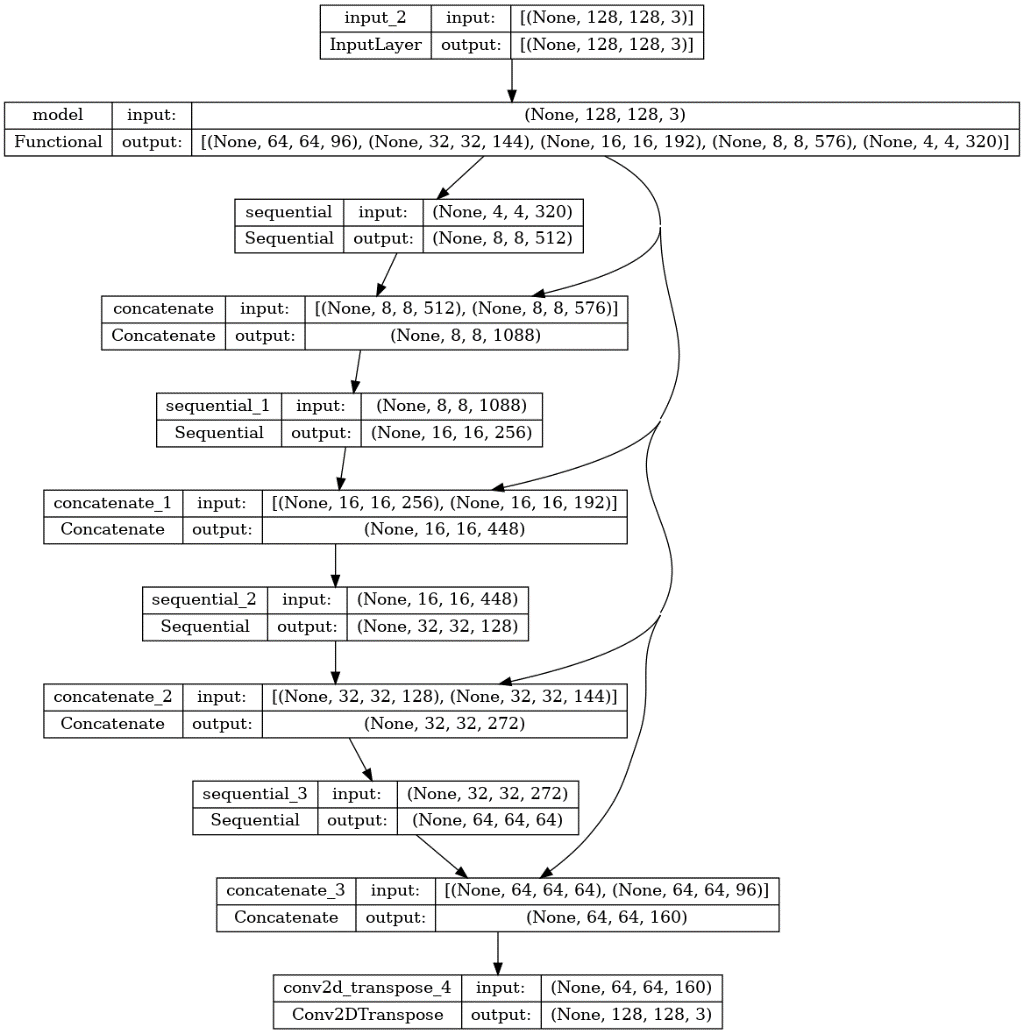 input_2 input: [(None, 128, 128, 3)]
InputLayer output: [(None, 128, 128, 3)]
model input: (None, 128, 128, 3)
Functional output: [(None, 64, 64, 96), (None, 32, 32, 144), (None, 16, 16, 192), (None, 8, 8, 576), (None, 4, 4, 320)]
sequential input: (None, 4, 4, 320)
Sequential output: (None, 8, 8, 512)
concatenate input: [(None, 8, 8, 512), (None, 8, 8, 576)]
Concatenate output: (None, 8, 8, 1088)
sequential_1 input: (None, 8, 8, 1088)
Sequential output: (None, 16, 16, 256)
concatenate_1 input: [(None, 16, 16, 256), (None, 16, 16, 192)]
Concatenate output: (None, 16, 16, 448)
sequential_2 input: (None, 16, 16, 448)
Sequential output: (None, 32, 32, 128)
concatenate_2 input: [(None, 32, 32, 128), (None, 32, 32, 144)]
Concatenate output: (None, 32, 32, 272)
sequential_3 input: (None, 32, 32, 272)
Sequential output: (None, 64, 64, 64)
concatenate_3 input: [(None, 64, 64, 64), (None, 64, 64, 96)]
Concatenate output: (None, 64, 64, 160)
conv2d_transpose_4 input: (None, 64, 64, 160)
Conv2DTranspose output: (None, 128, 128, 3)